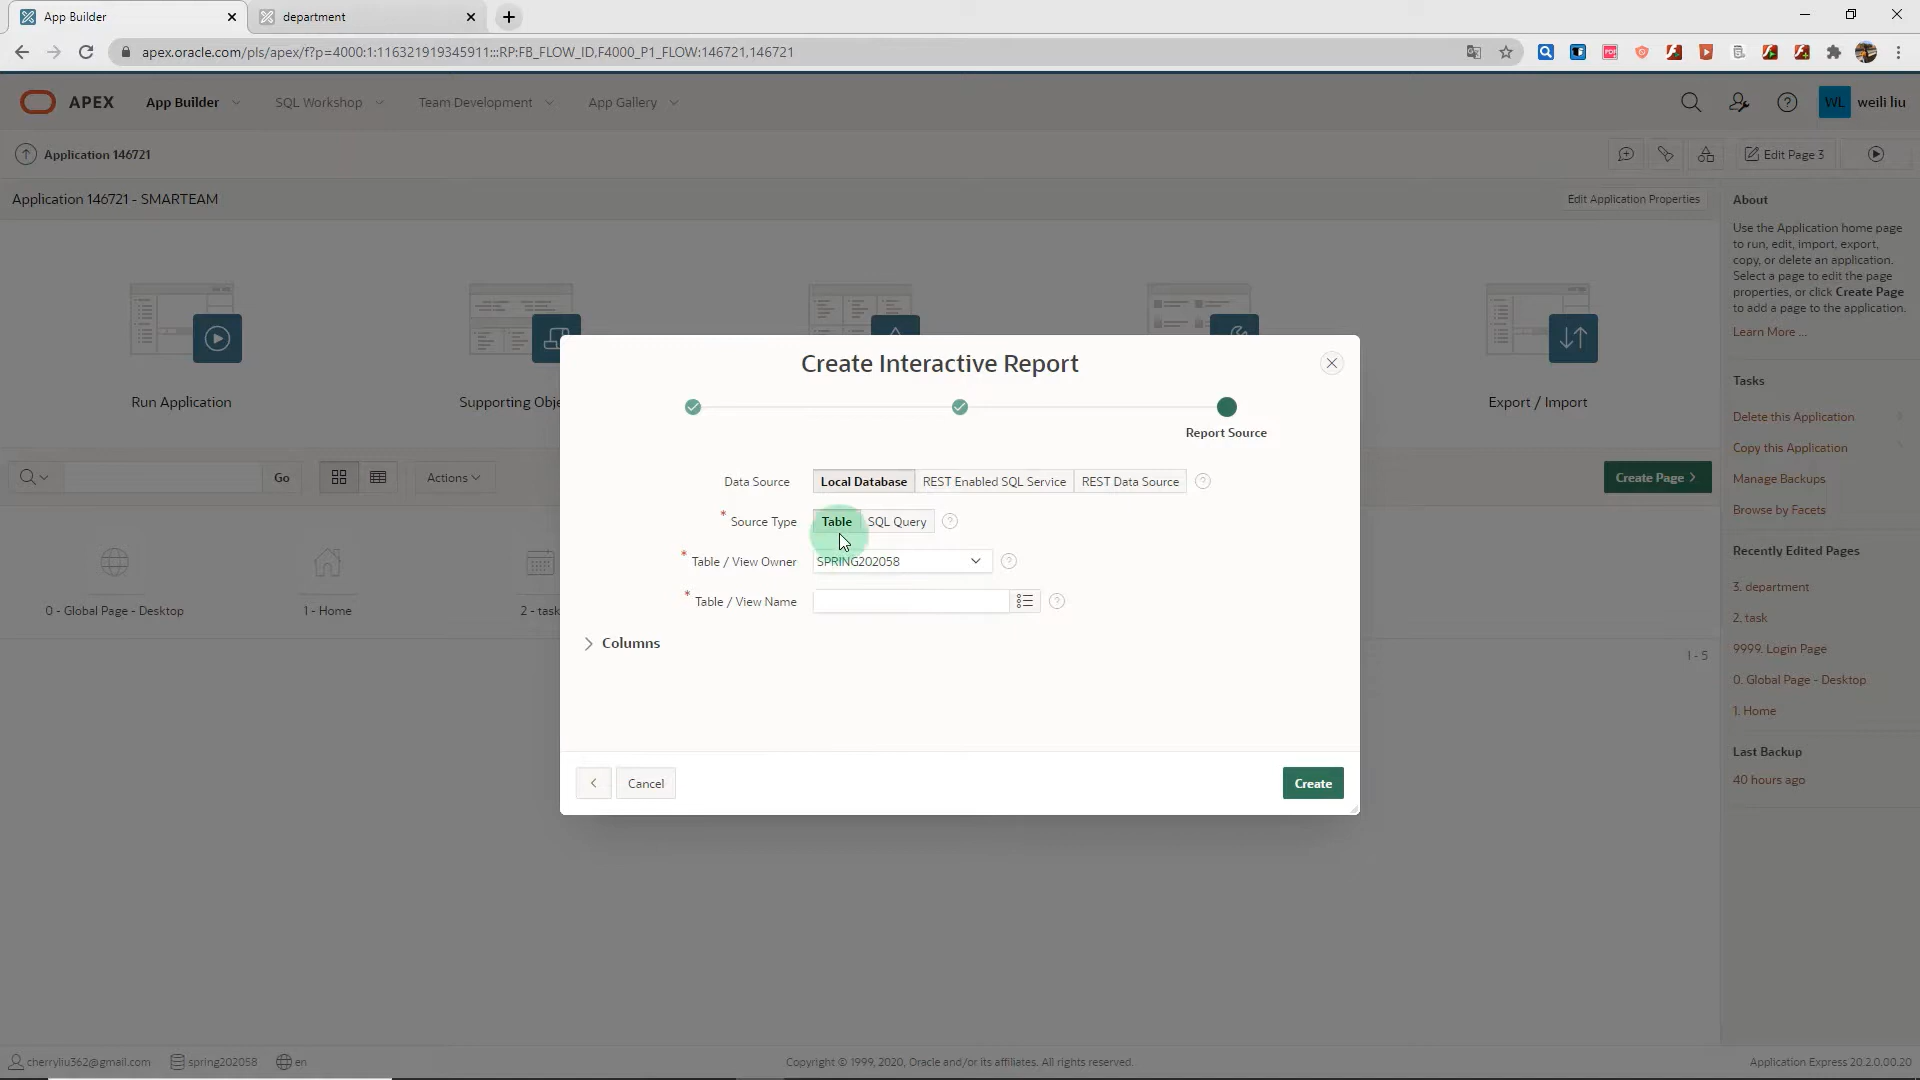 App Builder
department
apex.oracle.com/pls/apex/f?p=4000:1:116321919345911:::RP:FB_FLOW_ID,F4000_P1_FLOW:146721,146721
APEX
App Builder
SQL Workshop
Team Development
App Gallery
WL
weili liu
Application 146721
Edit Page 3
Application 146721 - SMARTEAM
Edit Application Properties
About
Use the Application home page
to run, edit, import, export,
copy, or delete an application.
Select a page to edit the page
properties, or click Create Page
to add a page to the application.
Learn More ...
Run Application
Supporting Obje
Export / Import
Create Interactive Report
Report Source
Data Source
Local Database
REST Enabled SQL Service
REST Data Source
* Source Type
Table
SQL Query
* Table / View Owner
SPRING202058
* Table / View Name
Columns
Cancel
Create
Tasks
Delete this Application
Copy this Application
Manage Backups
Browse by Facets
Go
Actions
Create Page >
0 - Global Page - Desktop
1 - Home
2 - task
1 - 5
Recently Edited Pages
3. department
2. task
9999. Login Page
0. Global Page - Desktop
1. Home
Last Backup
40 hours ago
cherryliu362@gmail.com
spring202058
en
Copyright © 1999, 2020, Oracle and/or its affiliates. All rights reserved.
Application Express 20.2.0.00.20